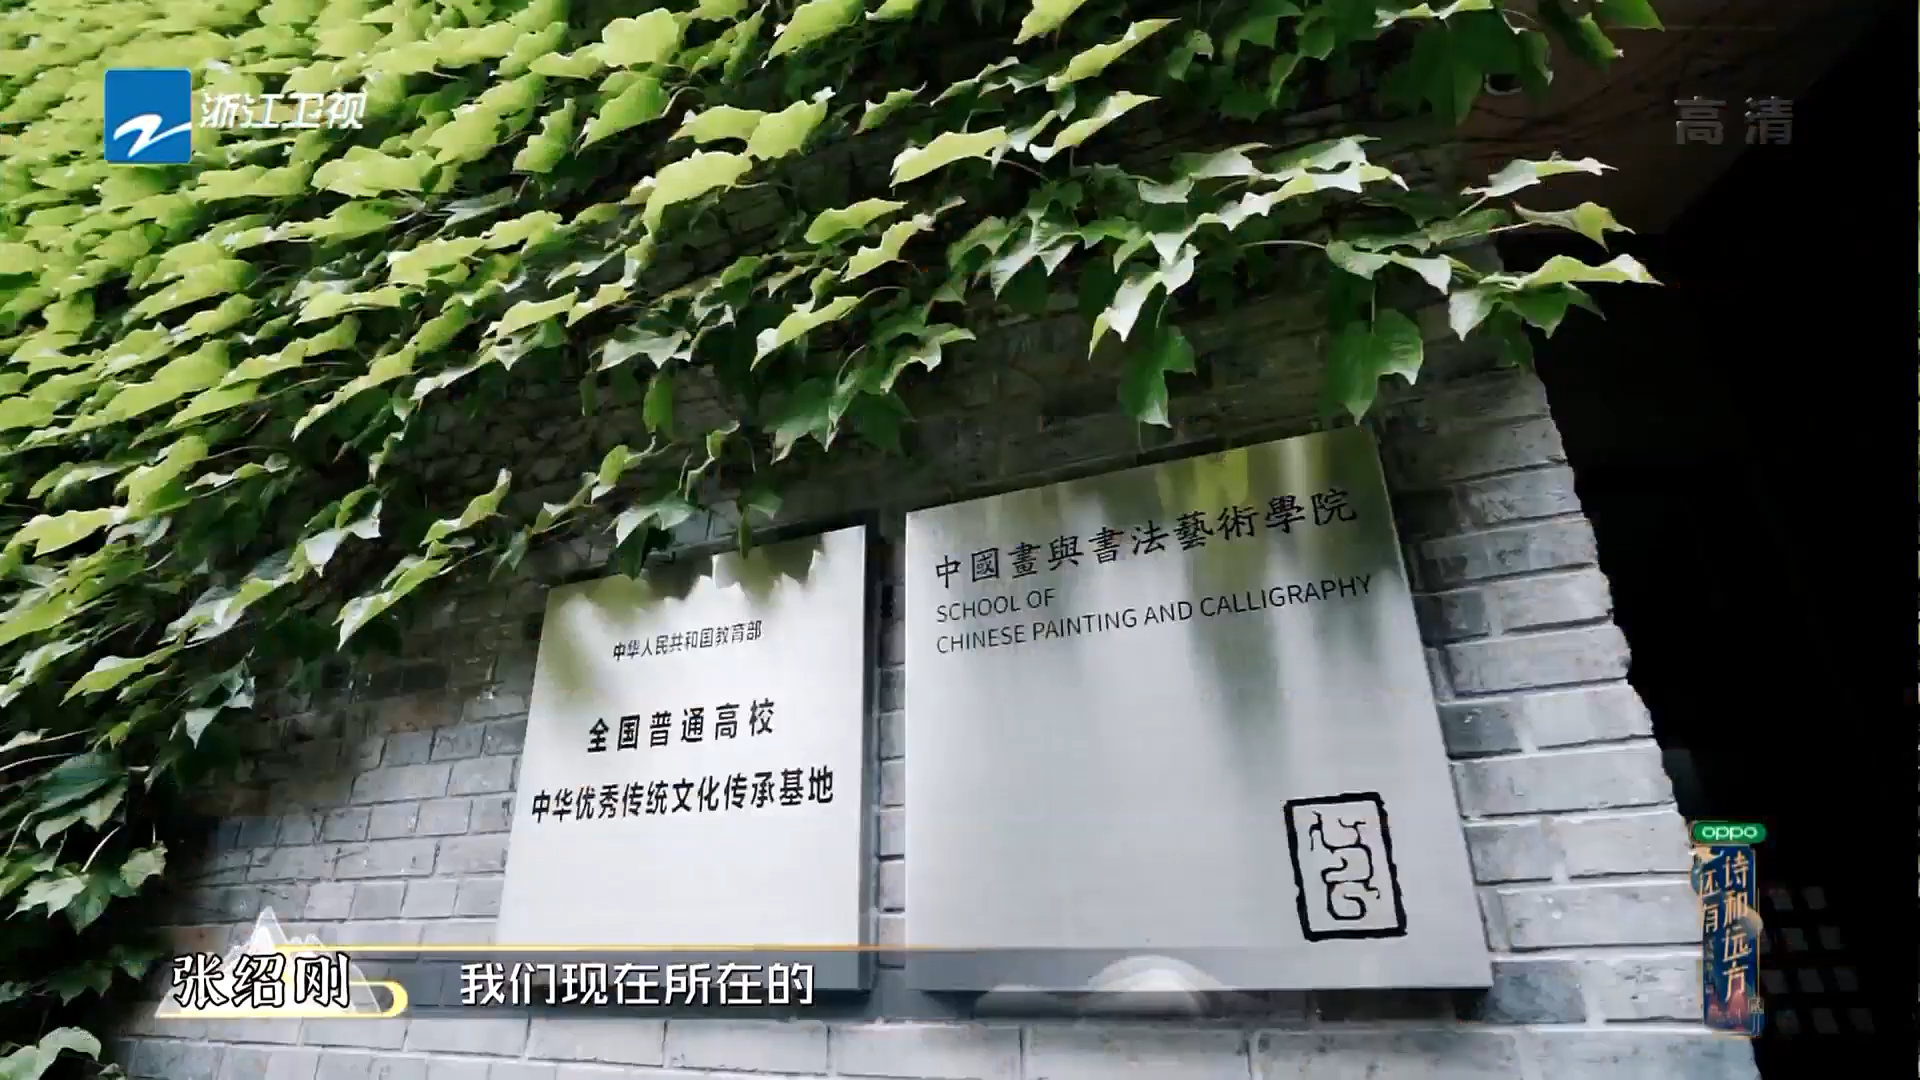 浙江卫视
高清
中华人民共和国教育部
全国普通高校
中华优秀传统文化传承基地
中國畫與書法藝術學院
SCHOOL OF
CHINESE PAINTING AND CALLIGRAPHY
oppo
还有
诗和远方
张绍刚
我们现在所在的